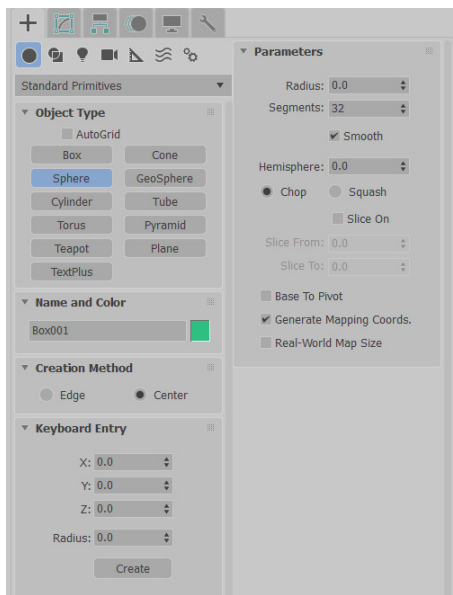 Standard Primitives
Object Type
AutoGrid
Box Cone
Sphere GeoSphere
Cylinder Tube
Torus Pyramid
Teapot Plane
TextPlus
Name and Color
Box001
Creation Method
Edge Center
Keyboard Entry
X: 0.0
Y: 0.0
Z: 0.0
Radius: 0.0
Create
Parameters
Radius: 0.0
Segments: 32
Smooth
Hemisphere: 0.0
Chop Squash
Slice On
Slice From: 0.0
Slice To: 0.0
Base To Pivot
Generate Mapping Coords.
Real-World Map Size